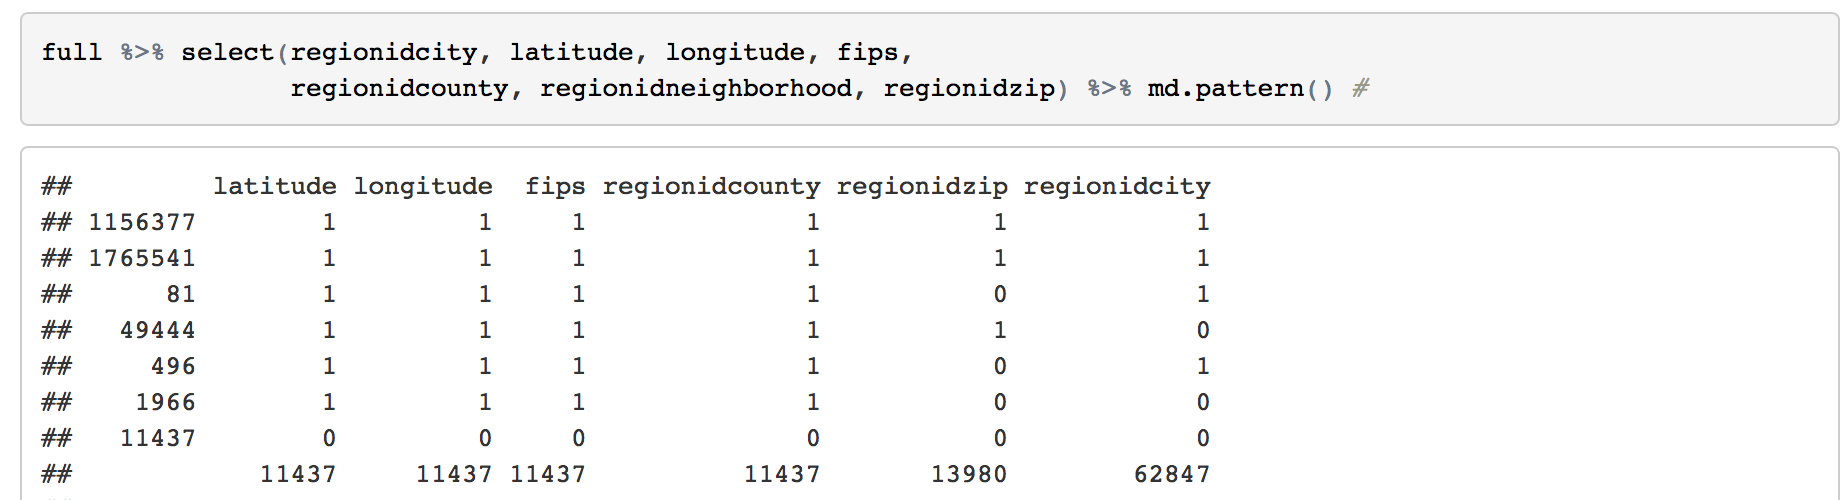 full %>% select(regionidcity, latitude, longitude, fips,
regionidcounty, regionidneighborhood, regionidzip) %>% md.pattern() #
## latitude longitude fips regionidcounty regionidzip regionidcity
## 1156377 1 1 1 1 1 1
## 1765541 1 1 1 1 1 1
## 81 1 1 1 1 0 1
## 49444 1 1 1 1 1 0
## 496 1 1 1 1 0 1
## 1966 1 1 1 1 0 0
## 11437 0 0 0 0 0 0
## 11437 11437 11437 11437 13980 62847